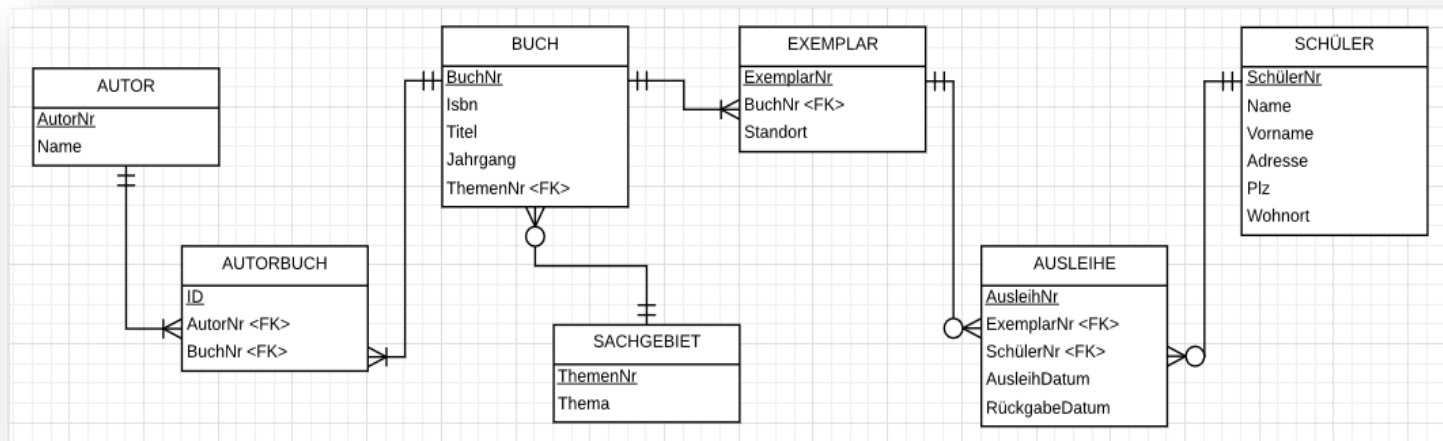 AUTOR
AutorNr
Name
BUCH
BuchNr
Isbn
Titel
Jahrgang
ThemenNr <FK>
EXEMPLAR
ExemplarNr
BuchNr <FK>
Standort
SCHÜLER
SchülerNr
Name
Vorname
Adresse
Plz
Wohnort
AUTORBUCH
ID
AutorNr <FK>
BuchNr <FK>
SACHGEBIET
ThemenNr
Thema
AUSLEIHE
AusleihNr
ExemplarNr <FK>
SchülerNr <FK>
AusleihDatum
RückgabeDatum